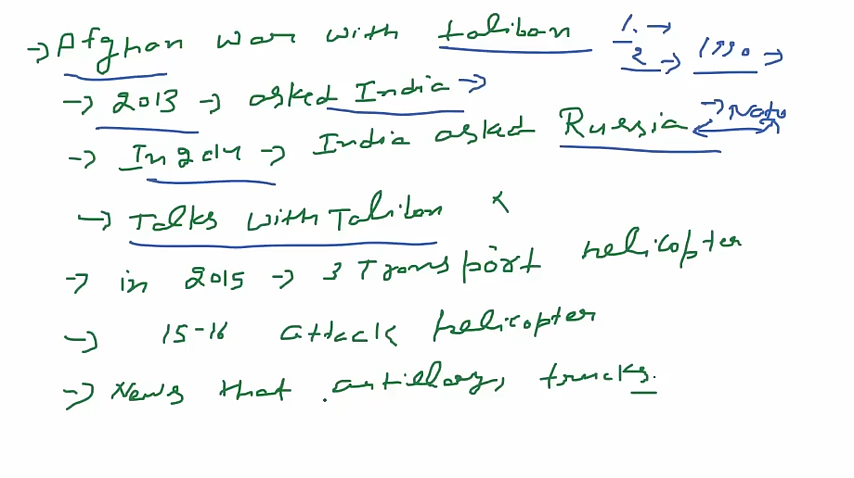 → Afghan war with taliban 1. →
2 → 1990 →
→ 2013 → asked India →
→ Nato
→ In 2014 → India asked Russia ↔
→ Talks with Taliban ×
→ in 2015 → 3 Transport helicopter
→ 15-16 attack helicopter
→ News that artillery, trucks.